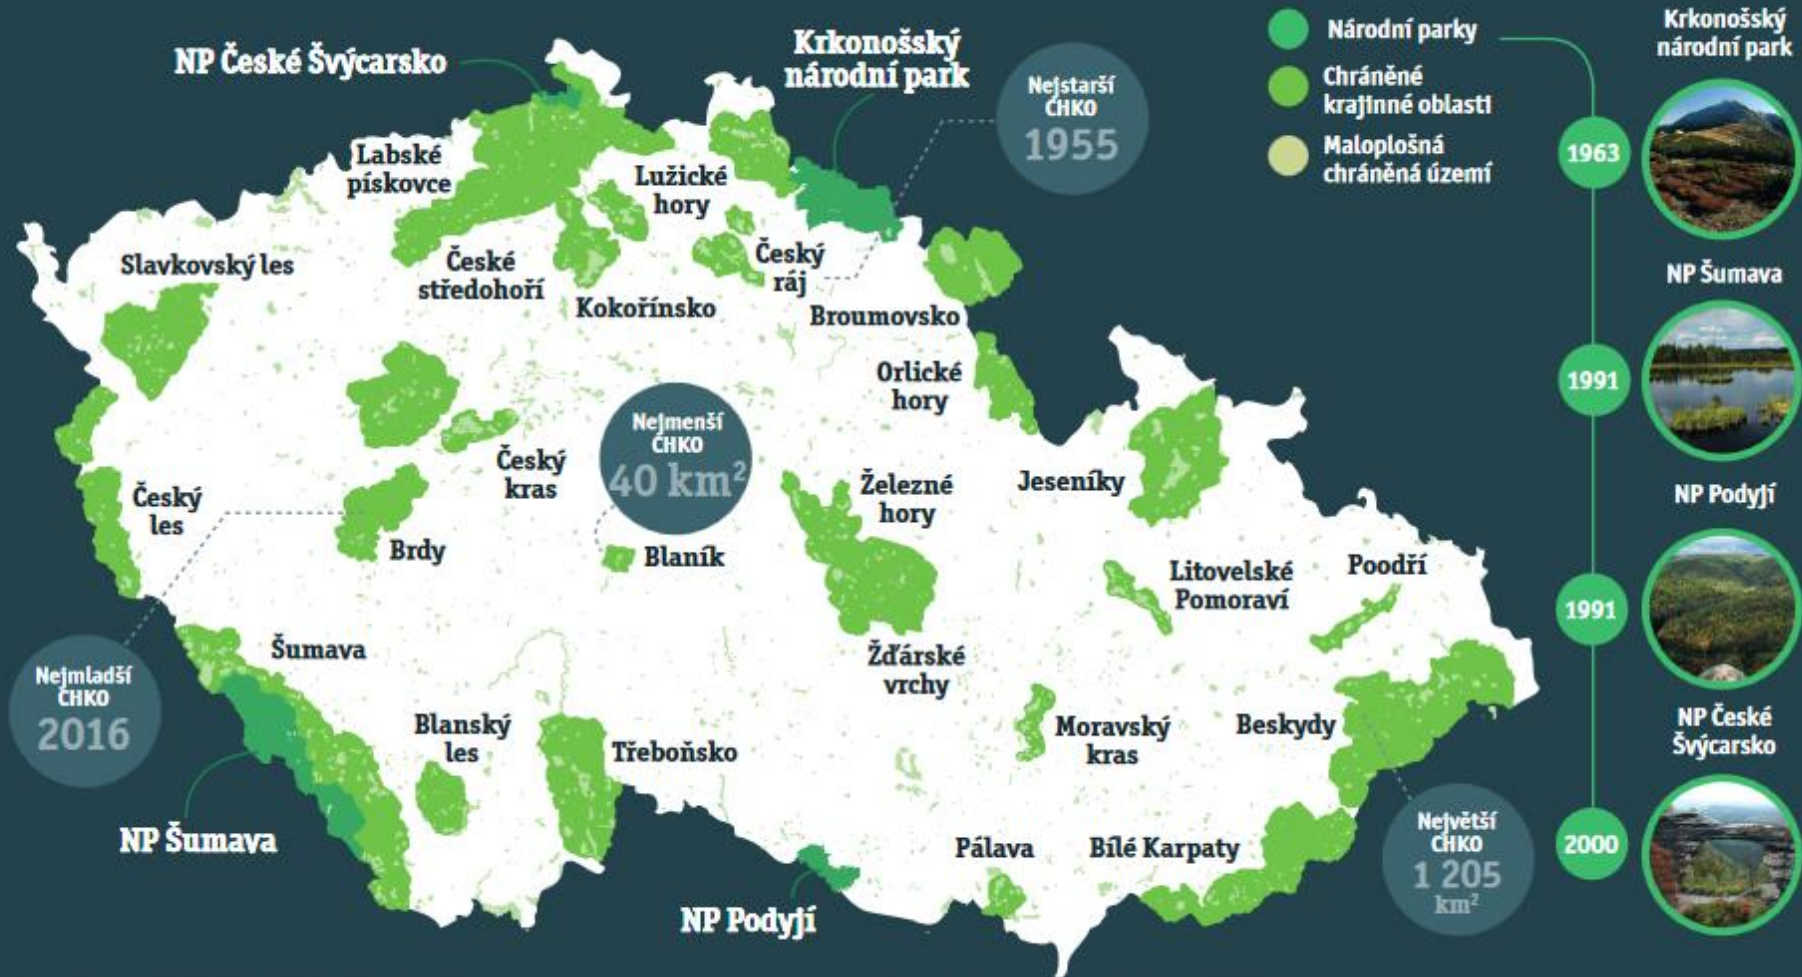 NP České Švýcarsko
Krkonošský
národní park
Nejstarší
CHKO
1955
Národní parky
Chráněné
krajinné oblasti
Maloplošná
chráněná území
Krkonošský
národní park
1963
NP Šumava
1991
NP Podyjí
1991
NP České
Švýcarsko
2000
Labské
pískovce
Lužické
hory
Slavkovský les
České
středohoří
Český
ráj
Kokořínsko
Broumovsko
Orlické
hory
Nejmenší
CHKO
40 km²
Český
kras
Český
les
Železné
hory
Jeseníky
Brdy
Blaník
Litovelské
Pomoraví
Poodří
Šumava
Žďárské
vrchy
Nejmladší
CHKO
2016
Blanský
les
Třeboňsko
Moravský
kras
Beskydy
NP Šumava
Pálava
Bílé Karpaty
Největší
CHKO
1 205
km²
NP Podyjí